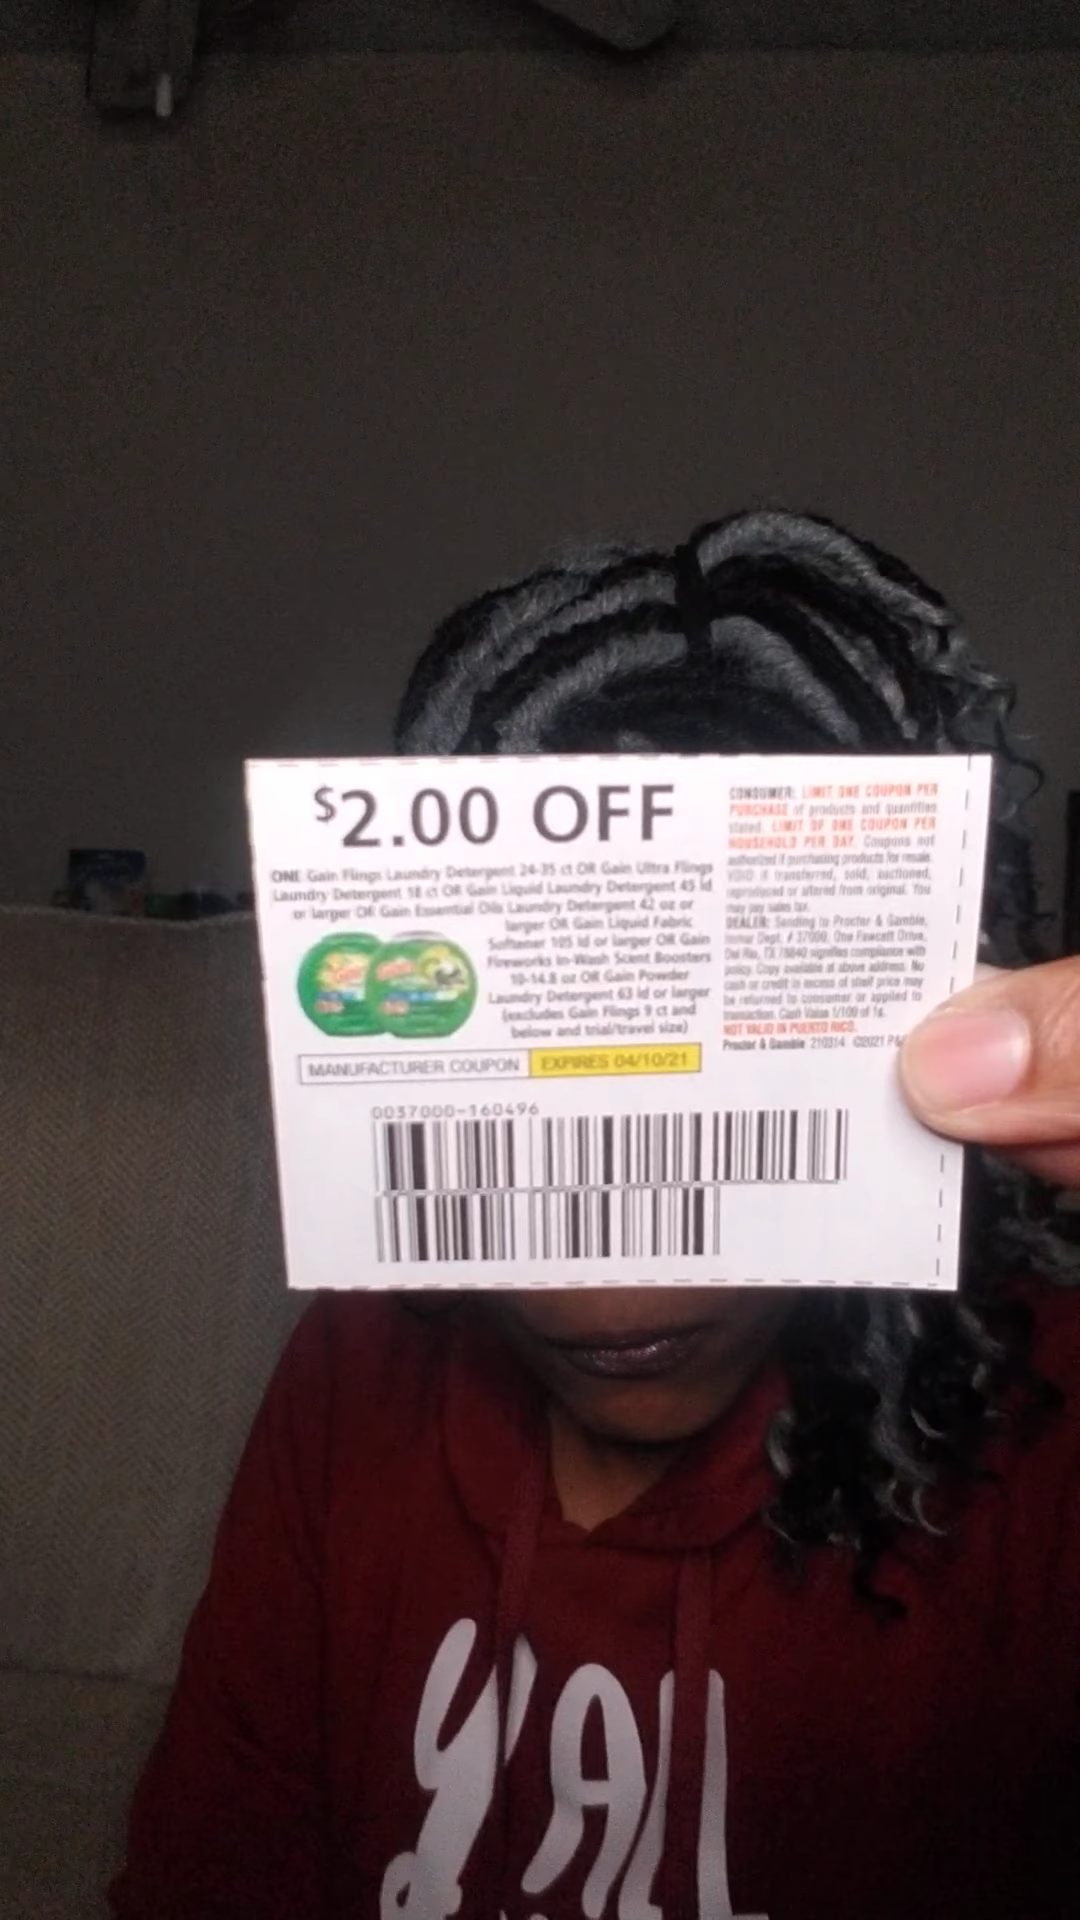 $2.00 OFF
ONE Gain Flings Laundry Detergent 24-35 ct OR Gain Ultra Flings
Laundry Detergent 18 ct OR Gain Liquid Laundry Detergent 45 ld
or larger OR Gain Essential Oils Laundry Detergent 42 oz or
larger OR Gain Liquid Fabric
Softener 105 ld or larger OR Gain
Fireworks In-Wash Scent Boosters
10-14.8 oz OR Gain Powder
Laundry Detergent 63 ld or larger
(excludes Gain Flings 9 ct and
below and trial/travel size)
MANUFACTURER COUPON EXPIRES 04/10/21
0037000-160496
CONSUMER: LIMIT ONE COUPON PER
PURCHASE of products and quantities
stated. LIMIT OF ONE COUPON PER
HOUSEHOLD PER DAY. Coupons not
authorized if purchasing products for resale.
VOID if transferred, sold, auctioned,
reproduced or altered from original. You
may pay sales tax.
DEALER: Sending to Procter & Gamble,
Inmar Dept. # 37000, One Fawcett Drive,
Del Rio, TX 78840 signifies compliance with
policy. Copy available at above address. No
cash or credit in excess of shelf price may
be returned to consumer or applied to
transaction. Cash Value 1/100 of 1¢.
NOT VALID IN PUERTO RICO.
Procter & Gamble 210314 ©2021 P&
Y'ALL